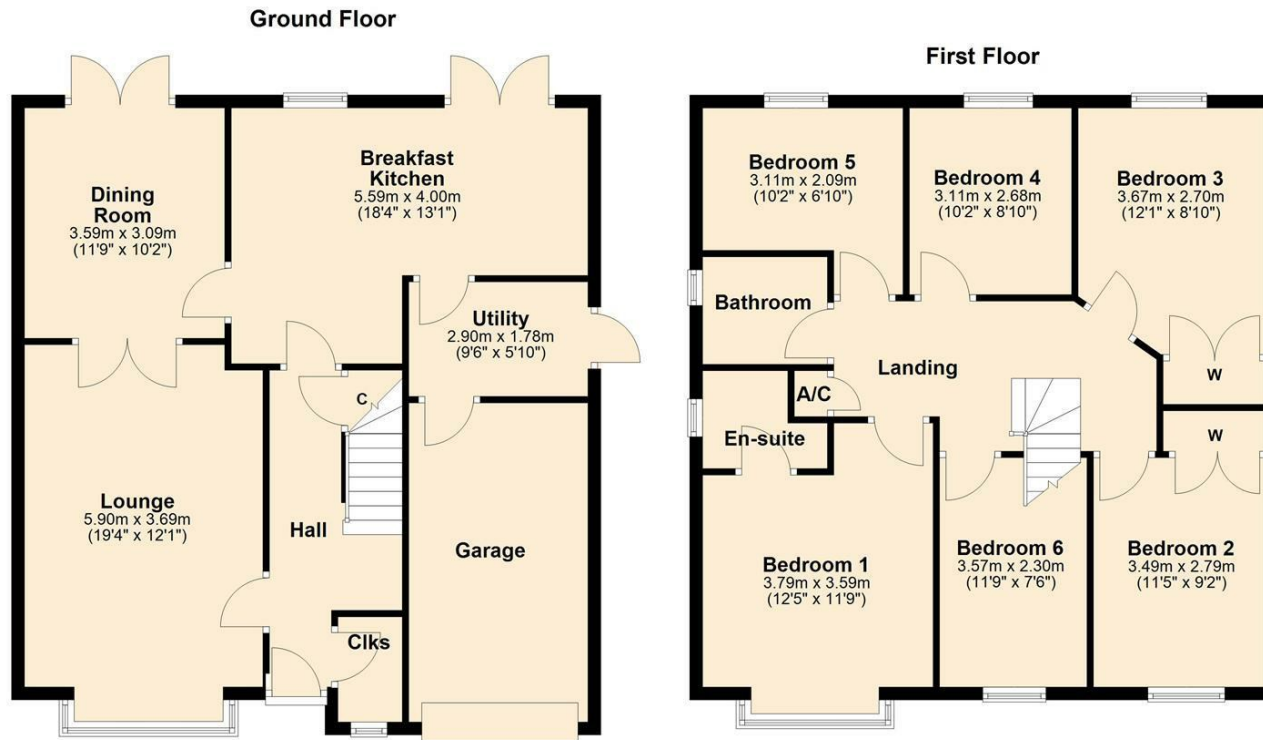 Ground Floor
Dining
Room
3.59m x 3.09m
(11'9" x 10'2")
Breakfast
Kitchen
5.59m x 4.00m
(18'4" x 13'1")
Utility
2.90m x 1.78m
(9'6" x 5'10")
C
Lounge
5.90m x 3.69m
(19'4" x 12'1")
Hall
Garage
Clks
First Floor
Bedroom 5
3.11m x 2.09m
(10'2" x 6'10")
Bedroom 4
3.11m x 2.68m
(10'2" x 8'10")
Bedroom 3
3.67m x 2.70m
(12'1" x 8'10")
Bathroom
Landing
W
A/C
W
En-suite
Bedroom 1
3.79m x 3.59m
(12'5" x 11'9")
Bedroom 6
3.57m x 2.30m
(11'9" x 7'6")
Bedroom 2
3.49m x 2.79m
(11'5" x 9'2")